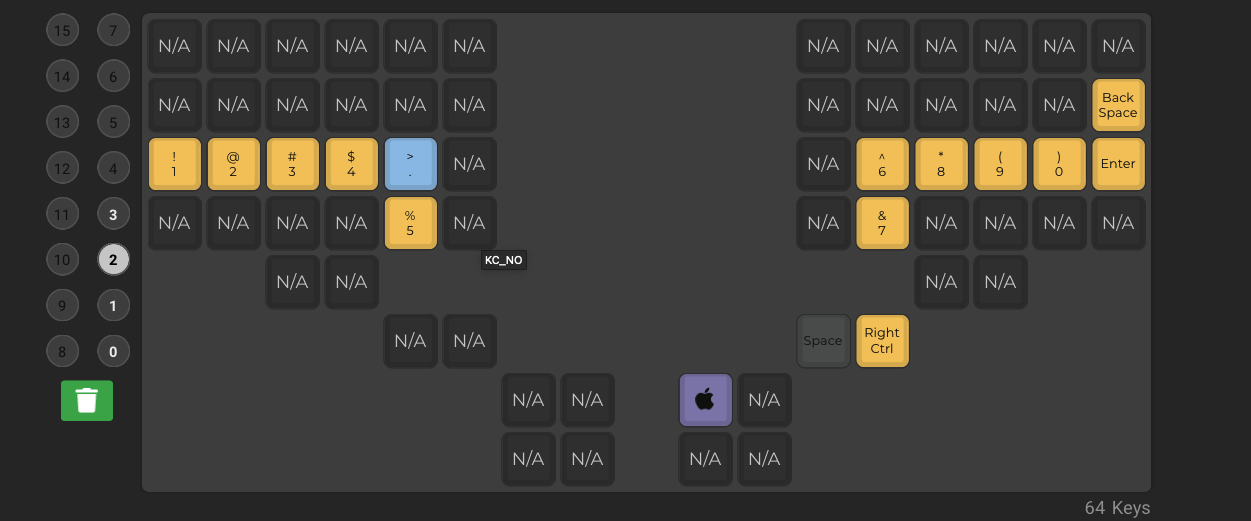 15 7 N/A N/A N/A N/A N/A N/A N/A N/A N/A N/A N/A N/A
14 6 N/A N/A N/A N/A N/A N/A N/A N/A N/A N/A N/A Back
Space
13 5
12 4 ! @ # $ > N/A N/A ^ * ( ) Enter
1 2 3 4 . 6 8 9 0
11 3 N/A N/A N/A N/A % N/A N/A & N/A N/A N/A N/A
5 7
10 2 KC_NO
N/A N/A N/A N/A
9 1
8 0 N/A N/A Space Right
Ctrl
N/A N/A N/A
N/A N/A N/A N/A
64 Keys